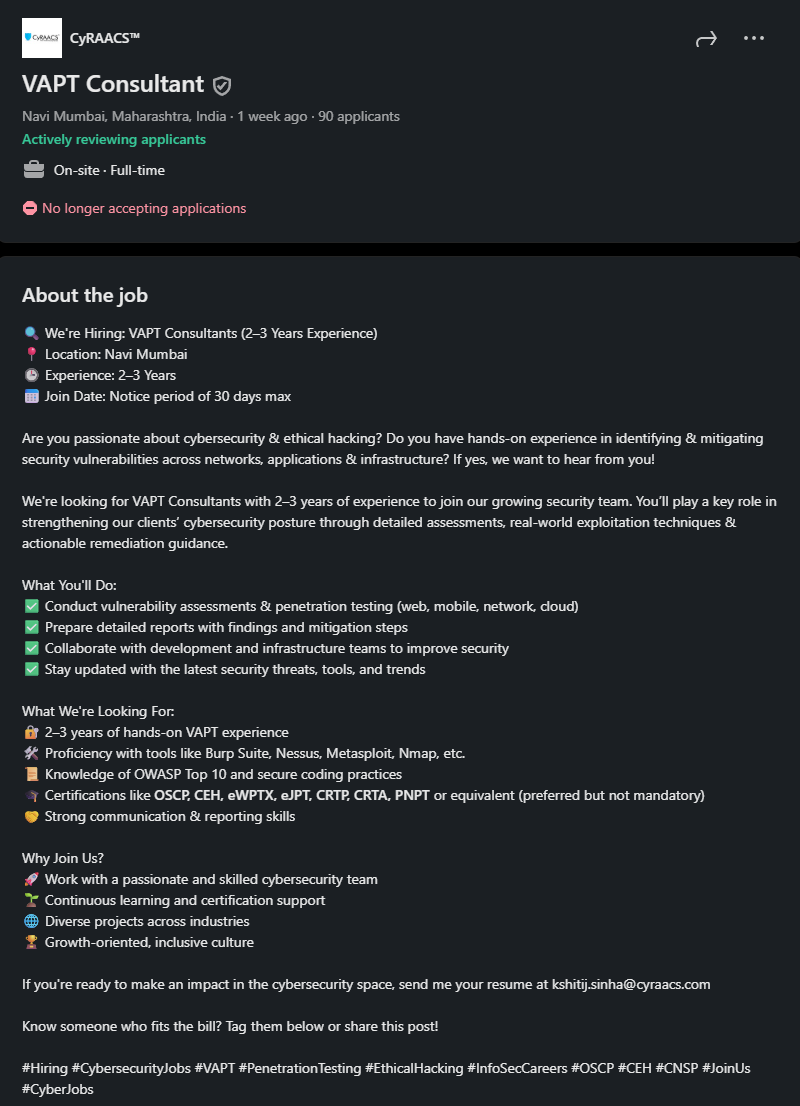 CyRAACS
CyRAACS™
VAPT Consultant
Navi Mumbai, Maharashtra, India · 1 week ago · 90 applicants
Actively reviewing applicants
On-site · Full-time
No longer accepting applications
About the job
🔍 We're Hiring: VAPT Consultants (2–3 Years Experience)
📍 Location: Navi Mumbai
🕒 Experience: 2–3 Years
📅 Join Date: Notice period of 30 days max
Are you passionate about cybersecurity & ethical hacking? Do you have hands-on experience in identifying & mitigating
security vulnerabilities across networks, applications & infrastructure? If yes, we want to hear from you!
We're looking for VAPT Consultants with 2–3 years of experience to join our growing security team. You’ll play a key role in
strengthening our clients’ cybersecurity posture through detailed assessments, real-world exploitation techniques &
actionable remediation guidance.
What You'll Do:
✅ Conduct vulnerability assessments & penetration testing (web, mobile, network, cloud)
✅ Prepare detailed reports with findings and mitigation steps
✅ Collaborate with development and infrastructure teams to improve security
✅ Stay updated with the latest security threats, tools, and trends
What We're Looking For:
🔐 2–3 years of hands-on VAPT experience
🛠 Proficiency with tools like Burp Suite, Nessus, Metasploit, Nmap, etc.
📜 Knowledge of OWASP Top 10 and secure coding practices
🎓 Certifications like OSCP, CEH, eWPTX, eJPT, CRTP, CRTA, PNPT or equivalent (preferred but not mandatory)
🤝 Strong communication & reporting skills
Why Join Us?
🚀 Work with a passionate and skilled cybersecurity team
🌱 Continuous learning and certification support
🌐 Diverse projects across industries
🏆 Growth-oriented, inclusive culture
If you're ready to make an impact in the cybersecurity space, send me your resume at kshitij.sinha@cyraacs.com
Know someone who fits the bill? Tag them below or share this post!
#Hiring #CybersecurityJobs #VAPT #PenetrationTesting #EthicalHacking #InfoSecCareers #OSCP #CEH #CNSP #JoinUs
#CyberJobs